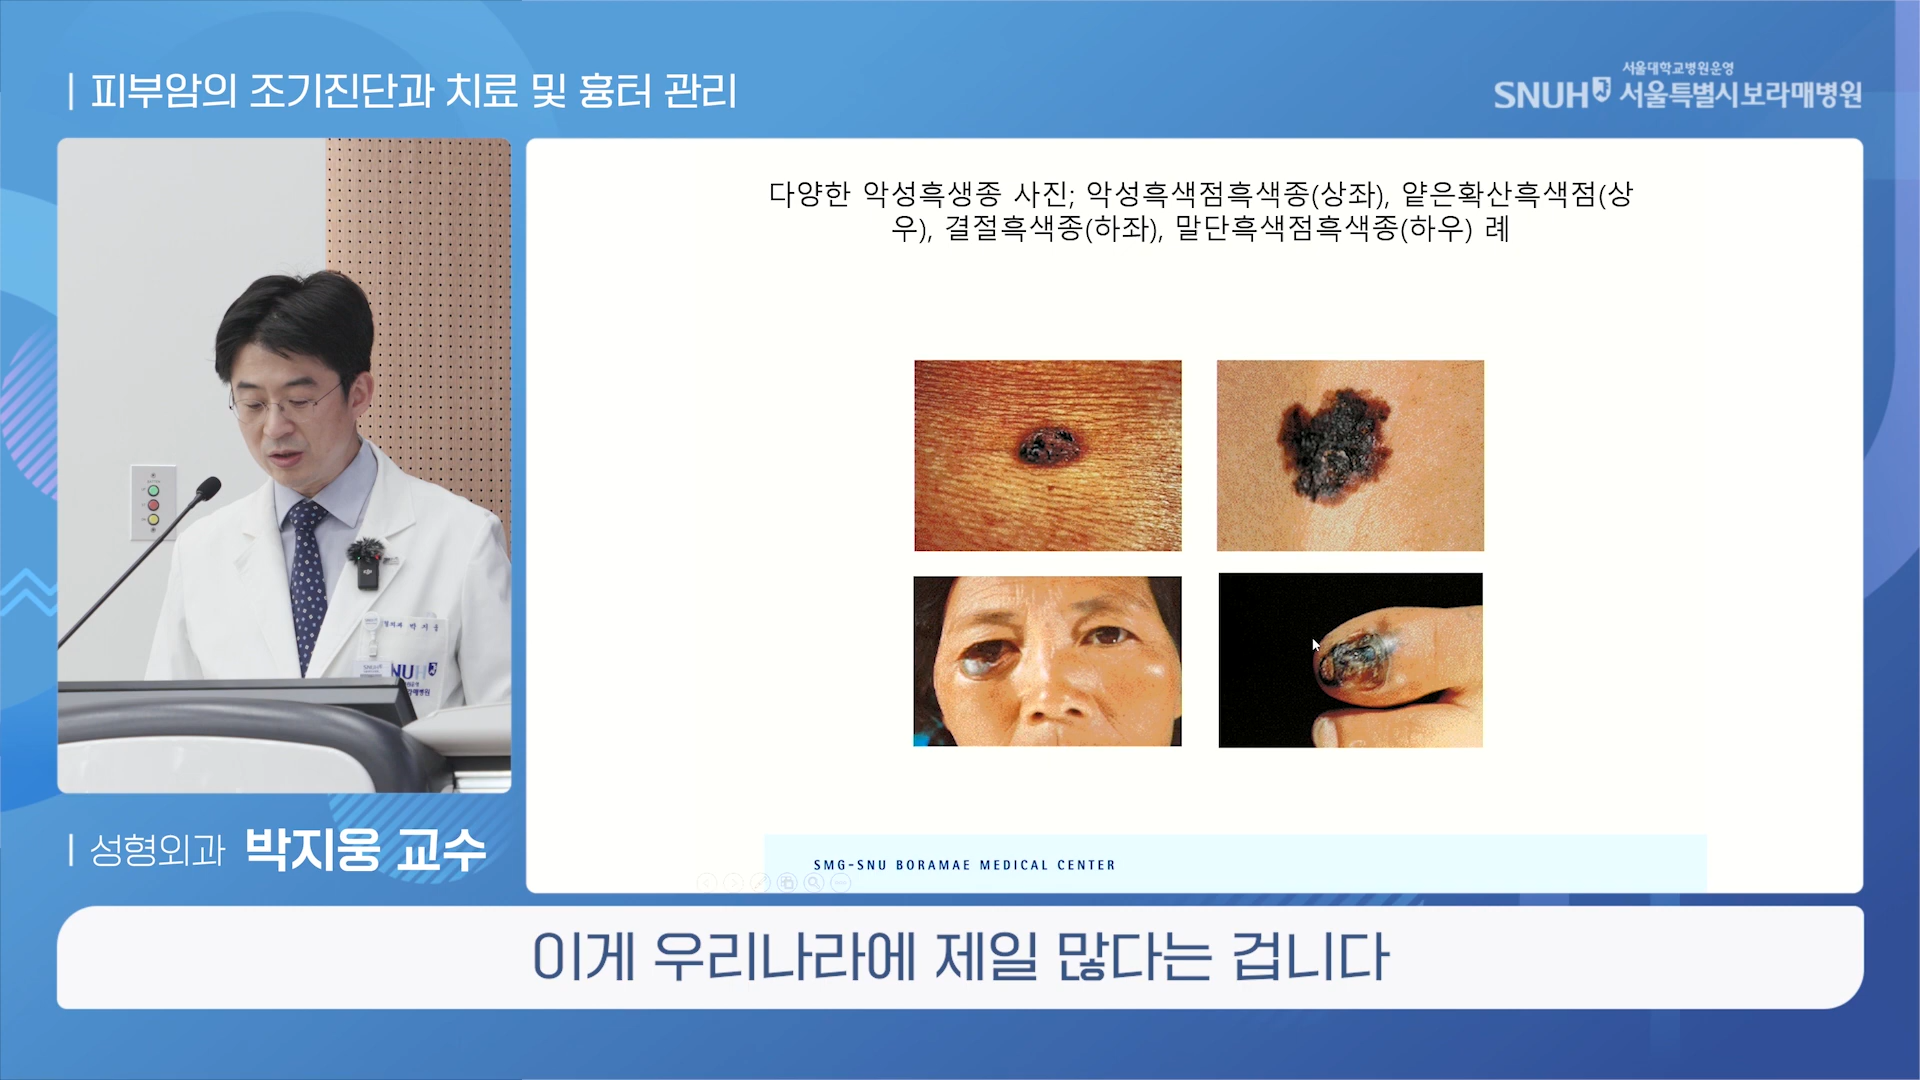 | 피부암의 조기진단과 치료 및 흉터 관리
서울대학교병원운영
SNUH 서울특별시보라매병원
다양한 악성흑생종 사진; 악성흑색점흑색종(상좌), 얕은확산흑색점(상
우), 결절흑색종(하좌), 말단흑색점흑색종(하우) 례
SMG-SNU BORAMAE MEDICAL CENTER
| 성형외과 박지웅 교수
이게 우리나라에 제일 많다는 겁니다